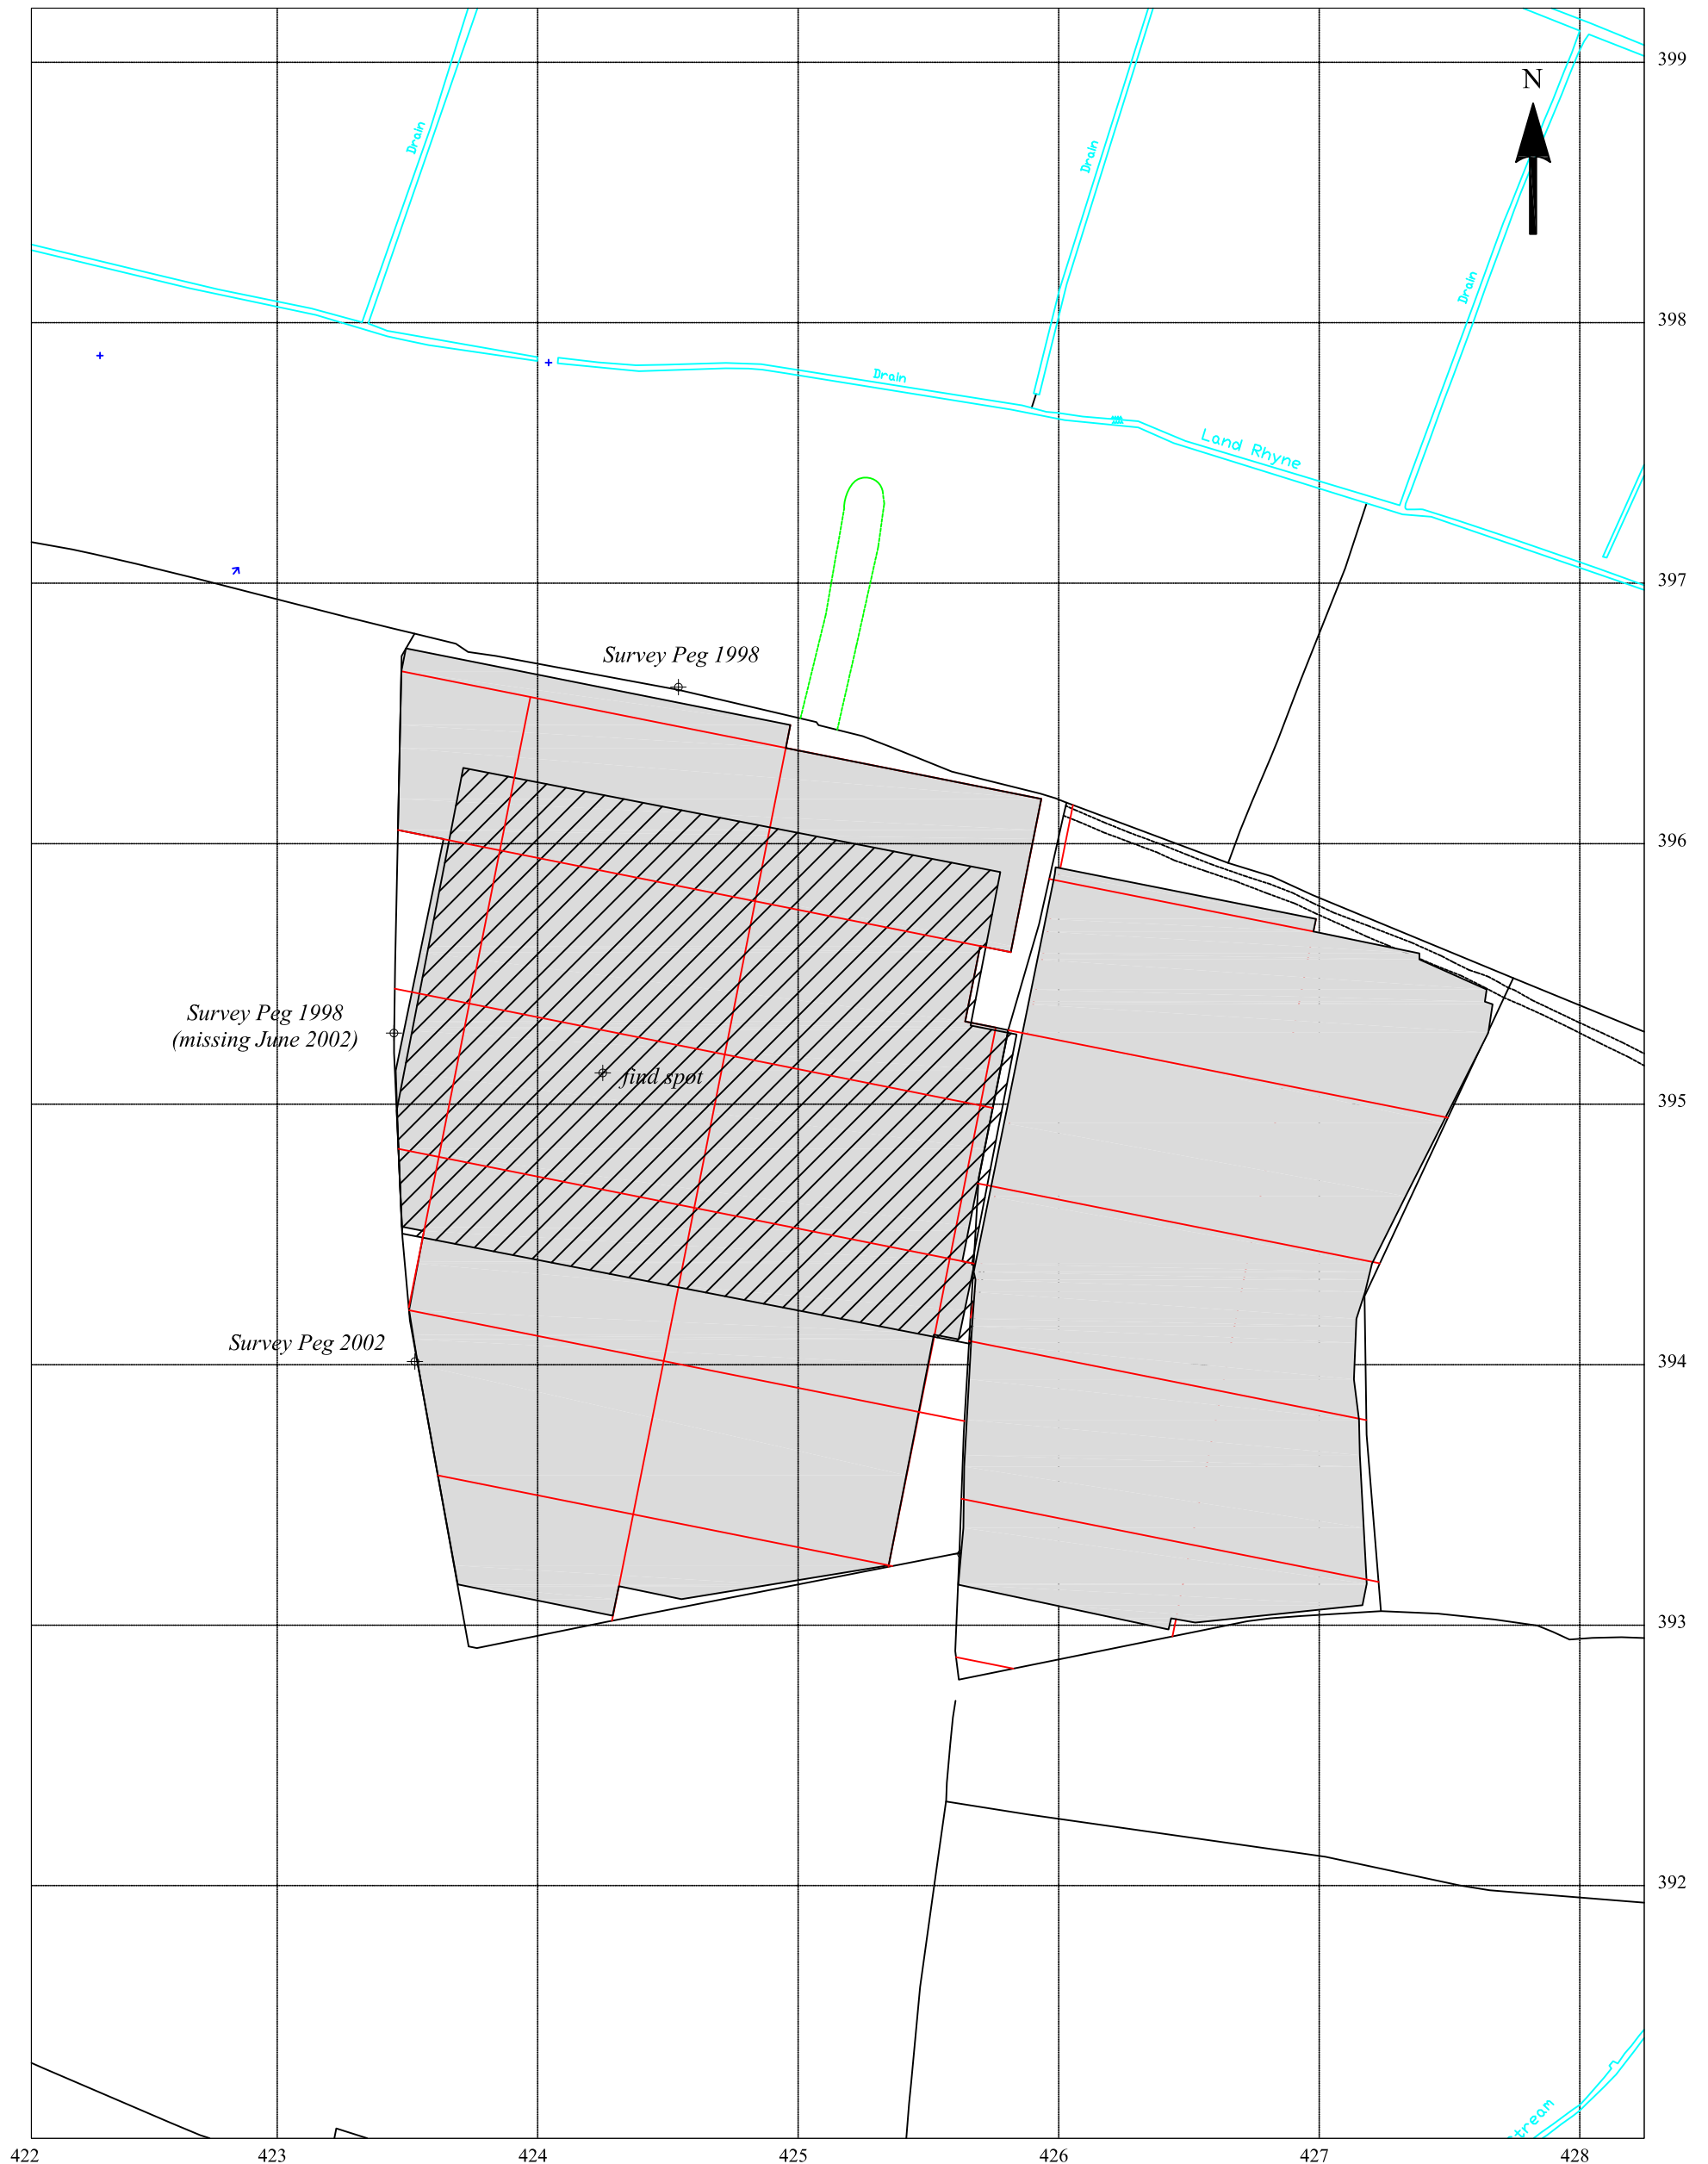 399
N
Drain
Drain
Drain
398
Drain
Land Rhyne
397
Survey Peg 1998
396
Survey Peg 1998
(missing June 2002)
find spot
395
Survey Peg 2002
394
393
392
stream
422
423
424
425
426
427
428